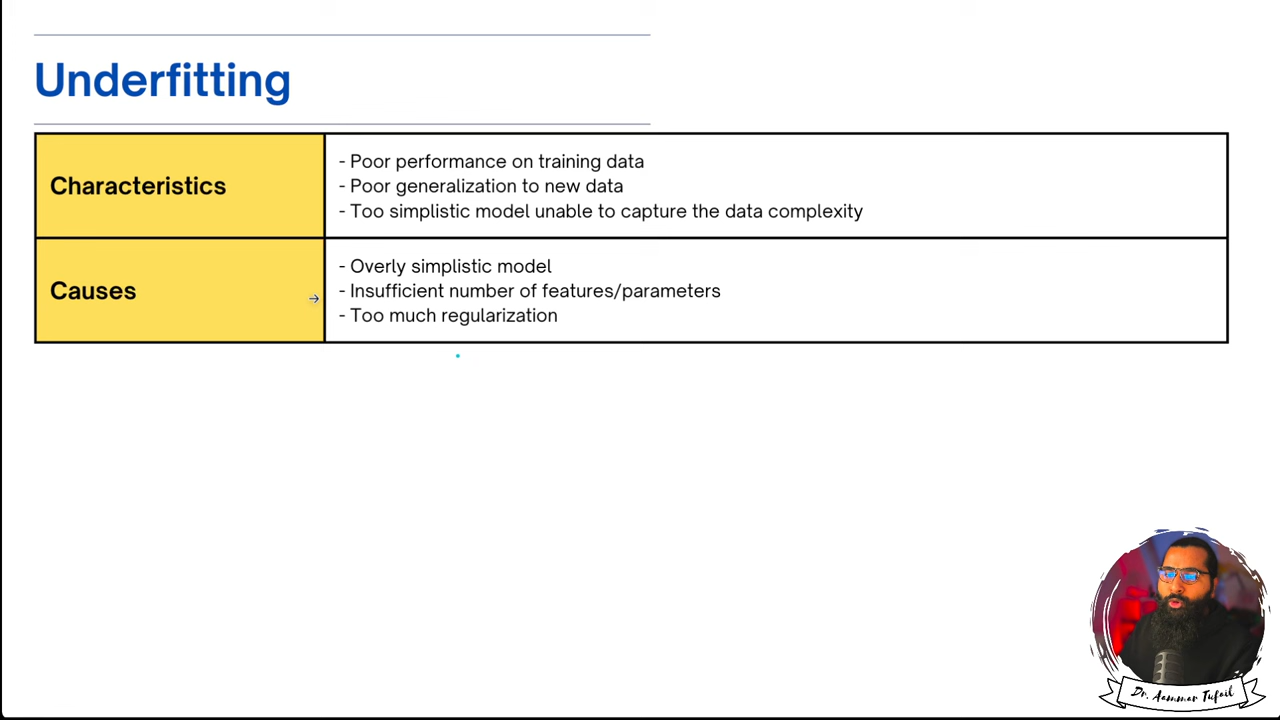 Underfitting
Characteristics
- Poor performance on training data
- Poor generalization to new data
- Too simplistic model unable to capture the data complexity
Causes
- Overly simplistic model
- Insufficient number of features/parameters
- Too much regularization
Dr. Aammar Tufail